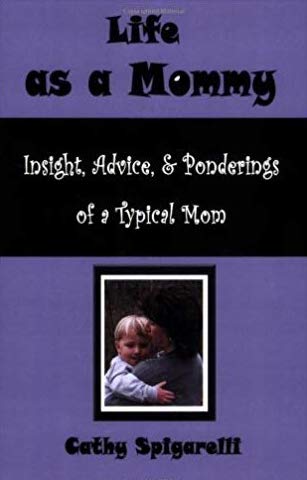 Life
as a Mommy
Insight, Advice, & Ponderings
of a Typical Mom
Cathy Spigarelli